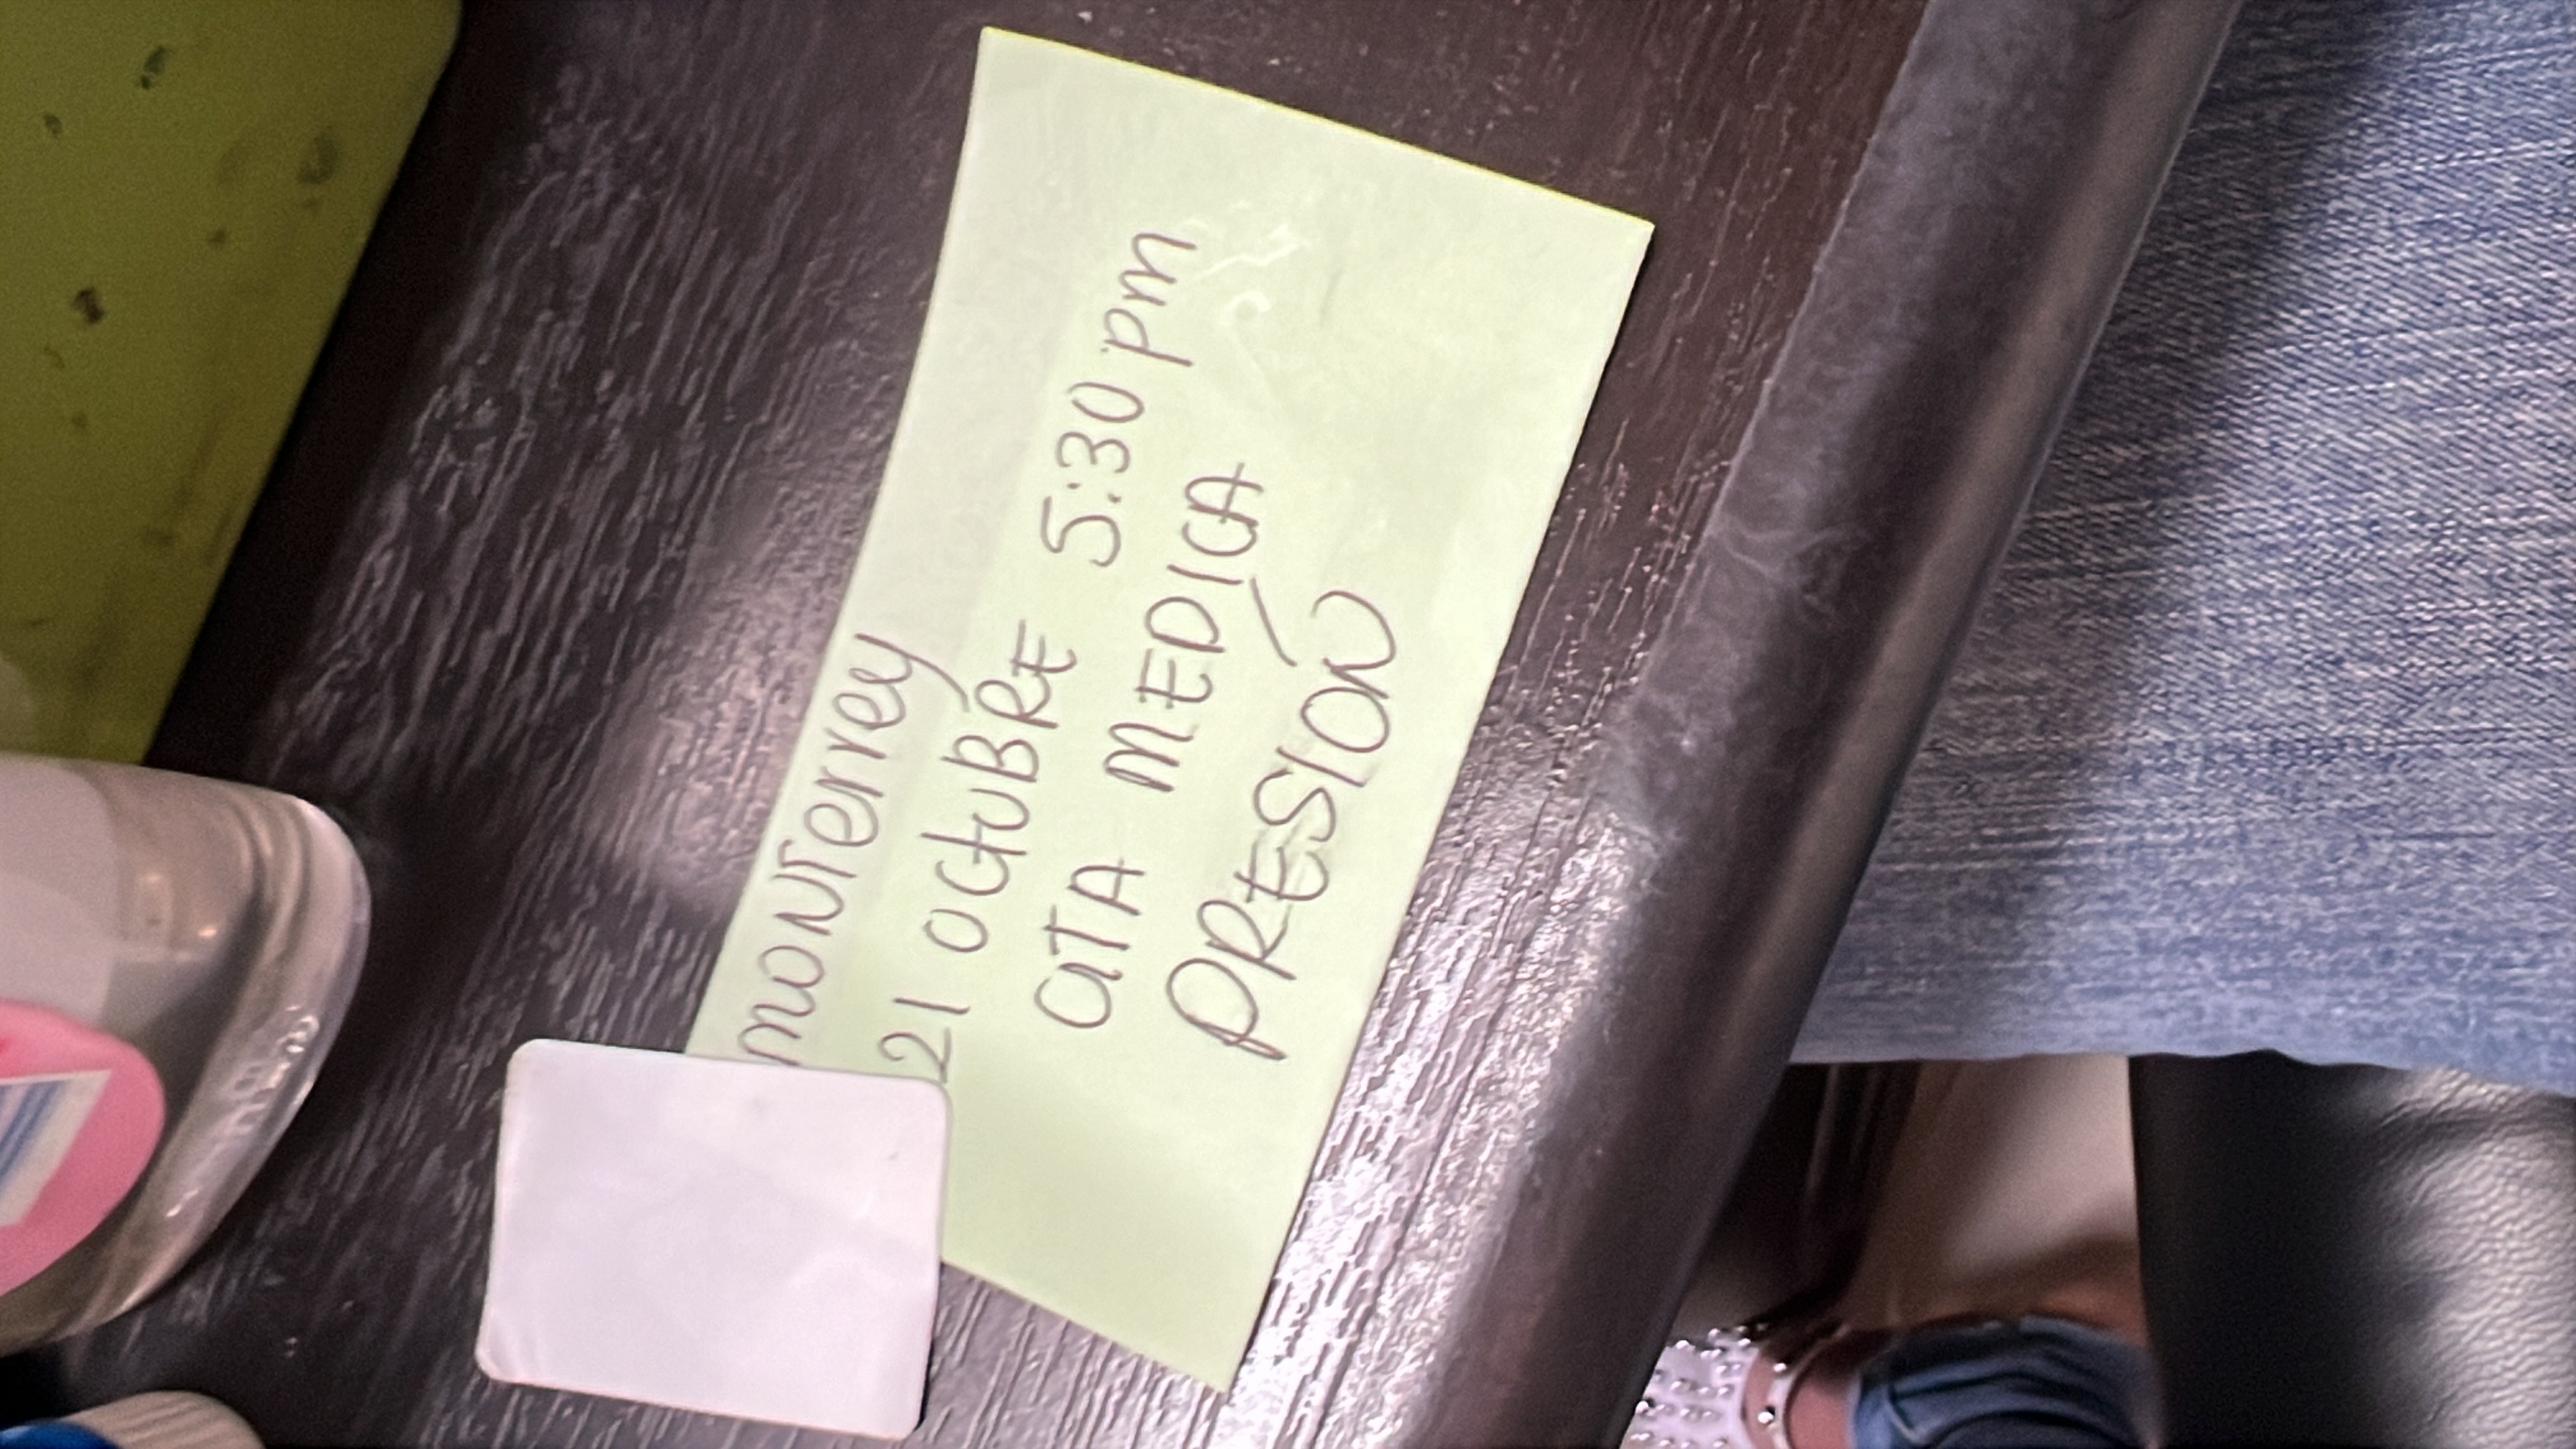 monterrey
21 octubre 5:30 pm
CITA MEDICA
PRESION